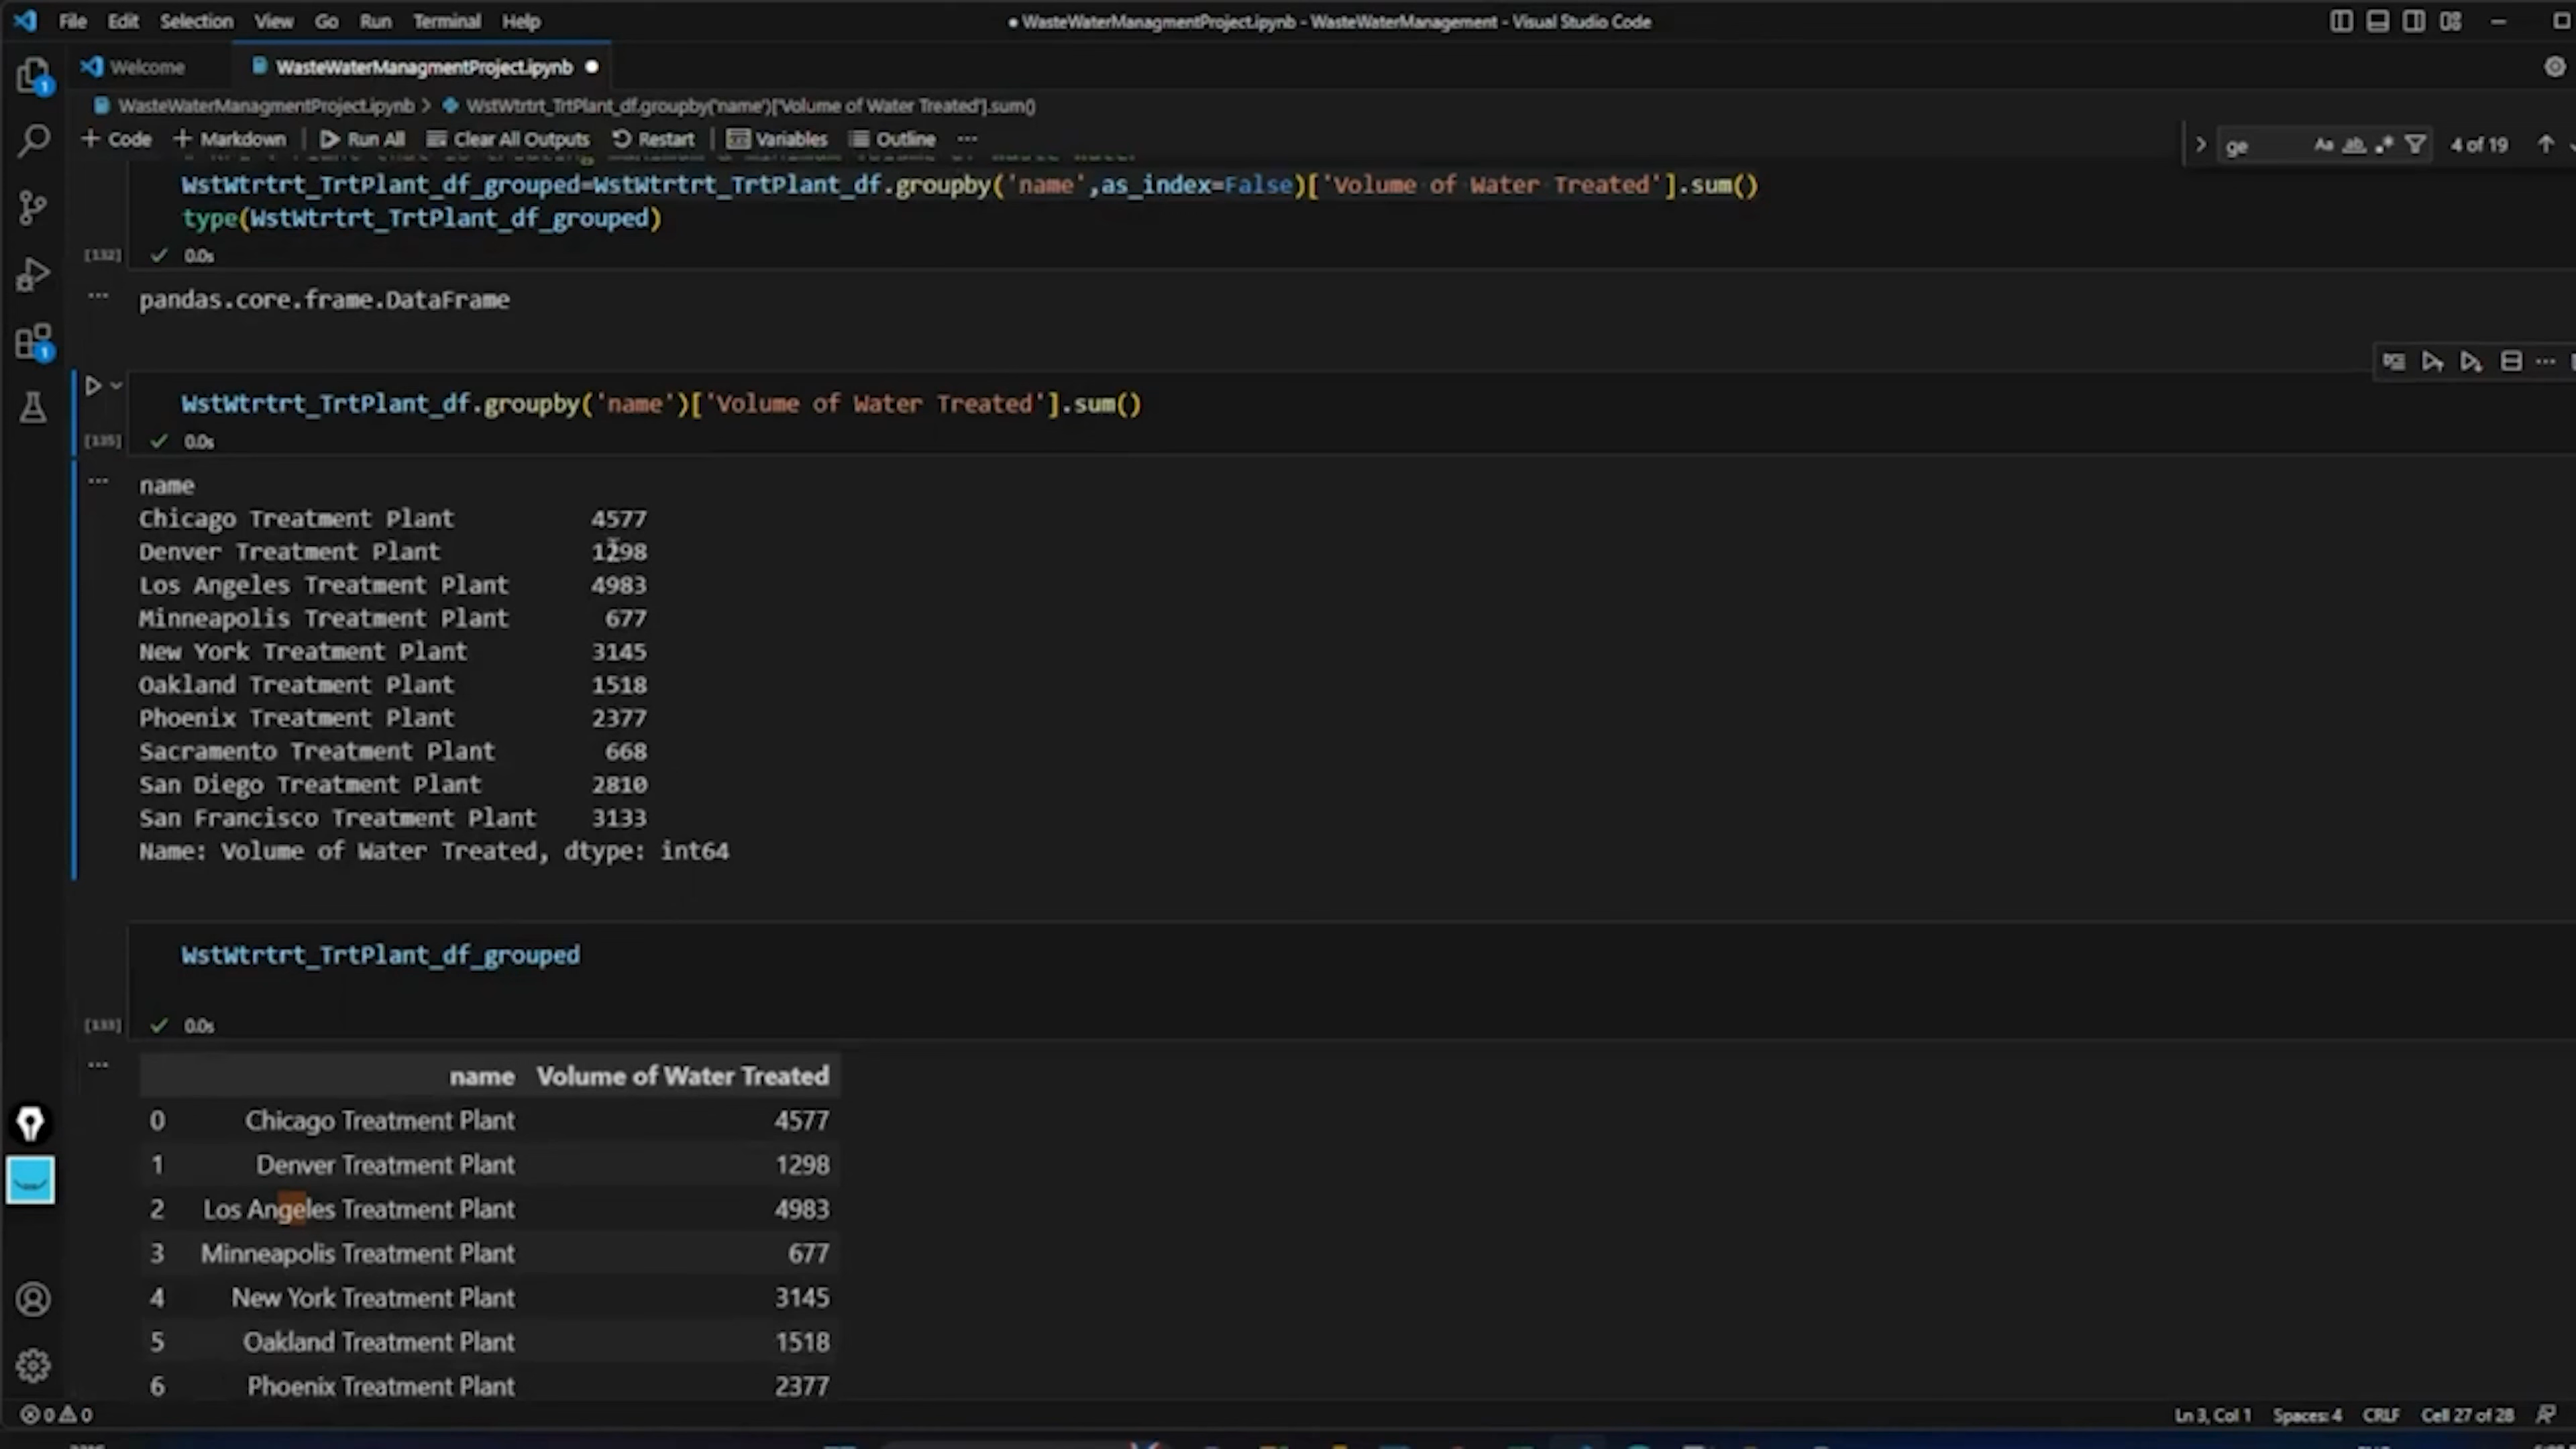 File Edit Selection View Go Run Terminal Help
● WasteWaterManagmentProject.ipynb - WasteWaterManagement - Visual Studio Code
Welcome
WasteWaterManagmentProject.ipynb ●
WasteWaterManagmentProject.ipynb > WstWtrtrt_TrtPlant_df.groupby('name')['Volume of Water Treated'].sum()
+ Code + Markdown | Run All Clear All Outputs Restart | Variables Outline ...
ge Aa ab 4 of 19
WstWtrtrt_TrtPlant_df_grouped=WstWtrtrt_TrtPlant_df.groupby('name',as_index=False)['Volume of Water Treated'].sum()
type(WstWtrtrt_TrtPlant_df_grouped)
[132] ✓ 0.0s
... pandas.core.frame.DataFrame
WstWtrtrt_TrtPlant_df.groupby('name')['Volume of Water Treated'].sum()
[135] ✓ 0.0s
... name
Chicago Treatment Plant 4577
Denver Treatment Plant 1298
Los Angeles Treatment Plant 4983
Minneapolis Treatment Plant 677
New York Treatment Plant 3145
Oakland Treatment Plant 1518
Phoenix Treatment Plant 2377
Sacramento Treatment Plant 668
San Diego Treatment Plant 2810
San Francisco Treatment Plant 3133
Name: Volume of Water Treated, dtype: int64
WstWtrtrt_TrtPlant_df_grouped
[133] ✓ 0.0s
... name Volume of Water Treated
0 Chicago Treatment Plant 4577
1 Denver Treatment Plant 1298
2 Los Angeles Treatment Plant 4983
3 Minneapolis Treatment Plant 677
4 New York Treatment Plant 3145
5 Oakland Treatment Plant 1518
6 Phoenix Treatment Plant 2377
0 0 Ln 3, Col 1 Spaces: 4 CRLF Cell 27 of 28